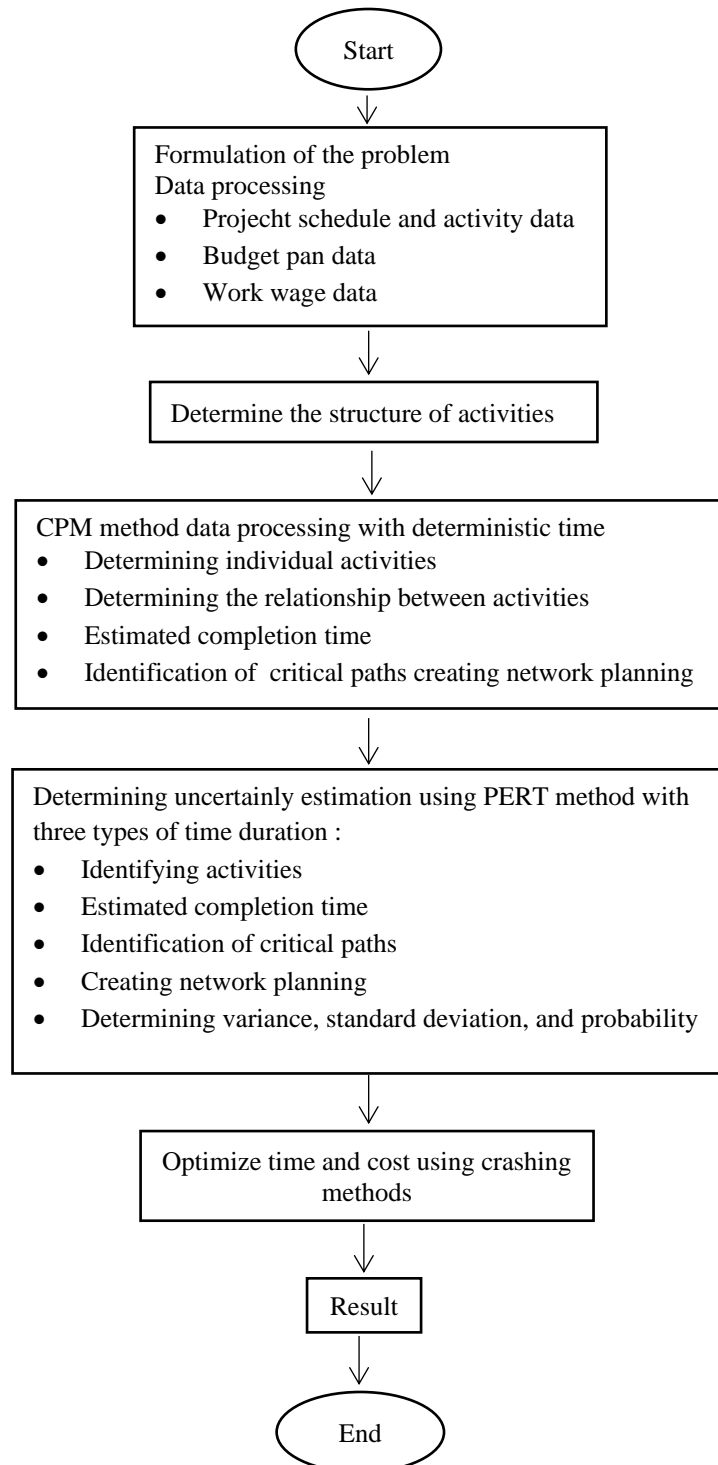 Start
Formulation of the problem
Data processing
• Projecht schedule and activity data
• Budget pan data
• Work wage data
Determine the structure of activities
CPM method data processing with deterministic time
• Determining individual activities
• Determining the relationship between activities
• Estimated completion time
• Identification of critical paths creating network planning
Determining uncertainly estimation using PERT method with
three types of time duration :
• Identifying activities
• Estimated completion time
• Identification of critical paths
• Creating network planning
• Determining variance, standard deviation, and probability
Optimize time and cost using crashing
methods
Result
End